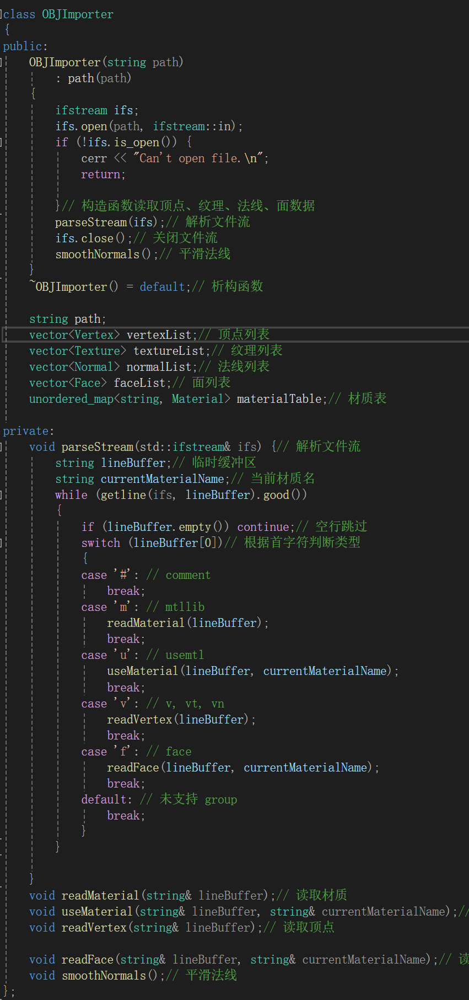 class OBJImporter
{
public:
OBJImporter(string path)
: path(path)
{
ifstream ifs;
ifs.open(path, ifstream::in);
if (!ifs.is_open()) {
cerr << "Can't open file.\n";
return;
}// 构造函数读取顶点、纹理、法线、面数据
parseStream(ifs);// 解析文件流
ifs.close();// 关闭文件流
smoothNormals();// 平滑法线
}
~OBJImporter() = default;// 析构函数
string path;
vector<Vertex> vertexList;// 顶点列表
vector<Texture> textureList;// 纹理列表
vector<Normal> normalList;// 法线列表
vector<Face> faceList;// 面列表
unordered_map<string, Material> materialTable;// 材质表
private:
void parseStream(std::ifstream& ifs) {// 解析文件流
string lineBuffer;// 临时缓冲区
string currentMaterialName;// 当前材质名
while (getline(ifs, lineBuffer).good())
{
if (lineBuffer.empty()) continue;// 空行跳过
switch (lineBuffer[0])// 根据首字符判断类型
{
case '#': // comment
break;
case 'm': // mtllib
readMaterial(lineBuffer);
break;
case 'u': // usemtl
useMaterial(lineBuffer, currentMaterialName);
break;
case 'v': // v, vt, vn
readVertex(lineBuffer);
break;
case 'f': // face
readFace(lineBuffer, currentMaterialName);
break;
default: // 未支持 group
break;
}
}
}
void readMaterial(string& lineBuffer);// 读取材质
void useMaterial(string& lineBuffer, string& currentMaterialName);//
void readVertex(string& lineBuffer);// 读取顶点
void readFace(string& lineBuffer, string& currentMaterialName);// 读
void smoothNormals();// 平滑法线
};